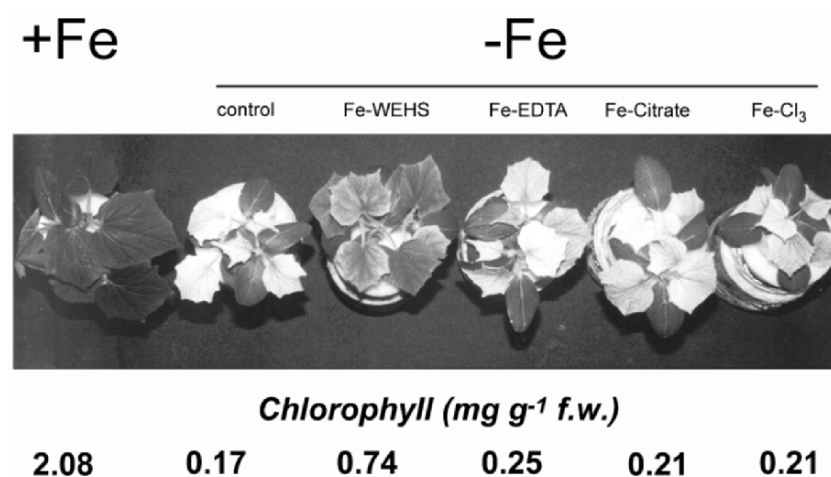 +Fe -Fe
control Fe-WEHS Fe-EDTA Fe-Citrate Fe-Cl₃
Chlorophyll (mg g⁻¹ f.w.)
2.08 0.17 0.74 0.25 0.21 0.21